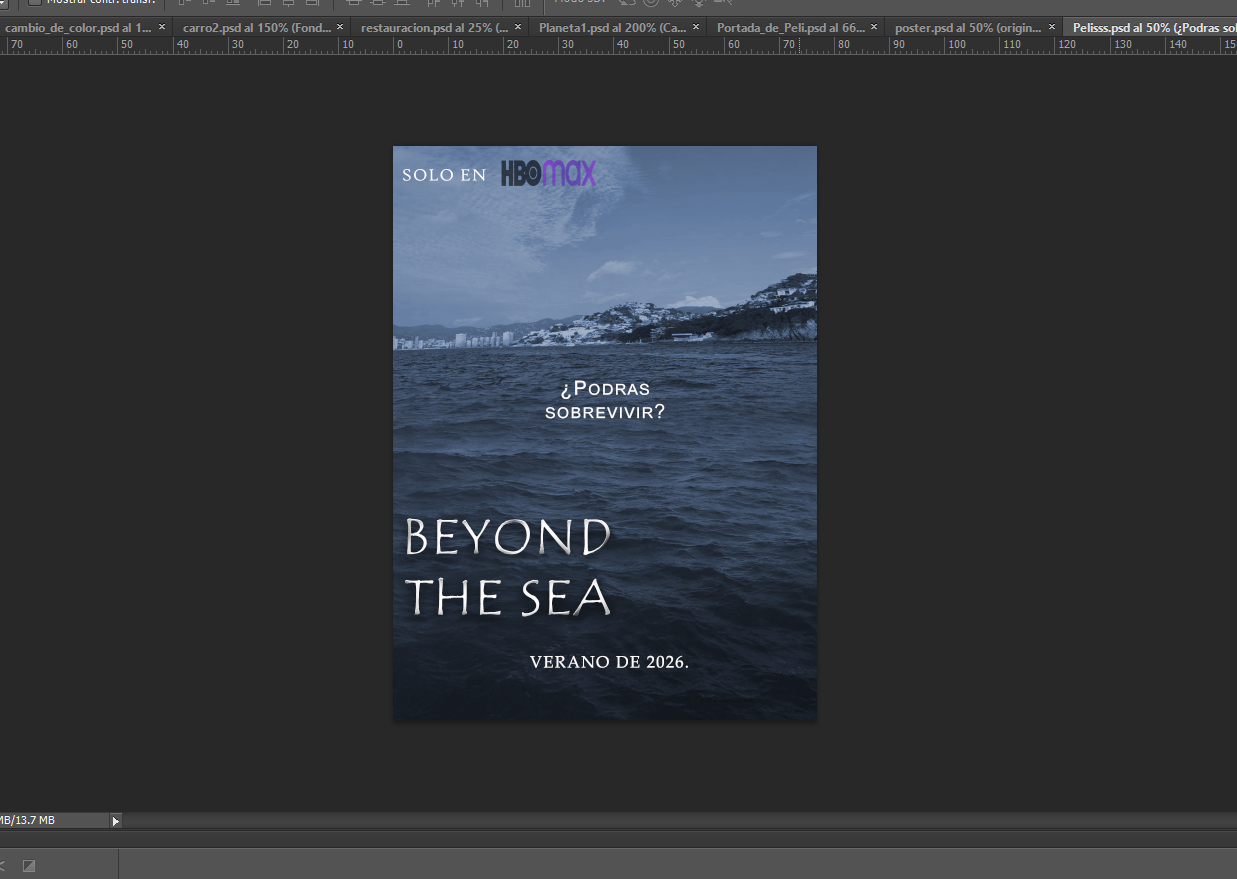 Mostrar contr. transf.
cambio_de_color.psd al 1... × carro2.psd al 150% (Fond... × restauracion.psd al 25% (... × Planeta1.psd al 200% (Ca... × Portada_de_Peli.psd al 66... × poster.psd al 50% (origin... × Pelisss.psd al 50% (¿Podras sol
70 60 50 40 30 20 10 0 10 20 30 40 50 60 70 80 90 100 110 120 130 140 15
SOLO EN HBOmax
¿PODRAS
SOBREVIVIR?
BEYOND
THE SEA
VERANO DE 2026.
MB/13.7 MB